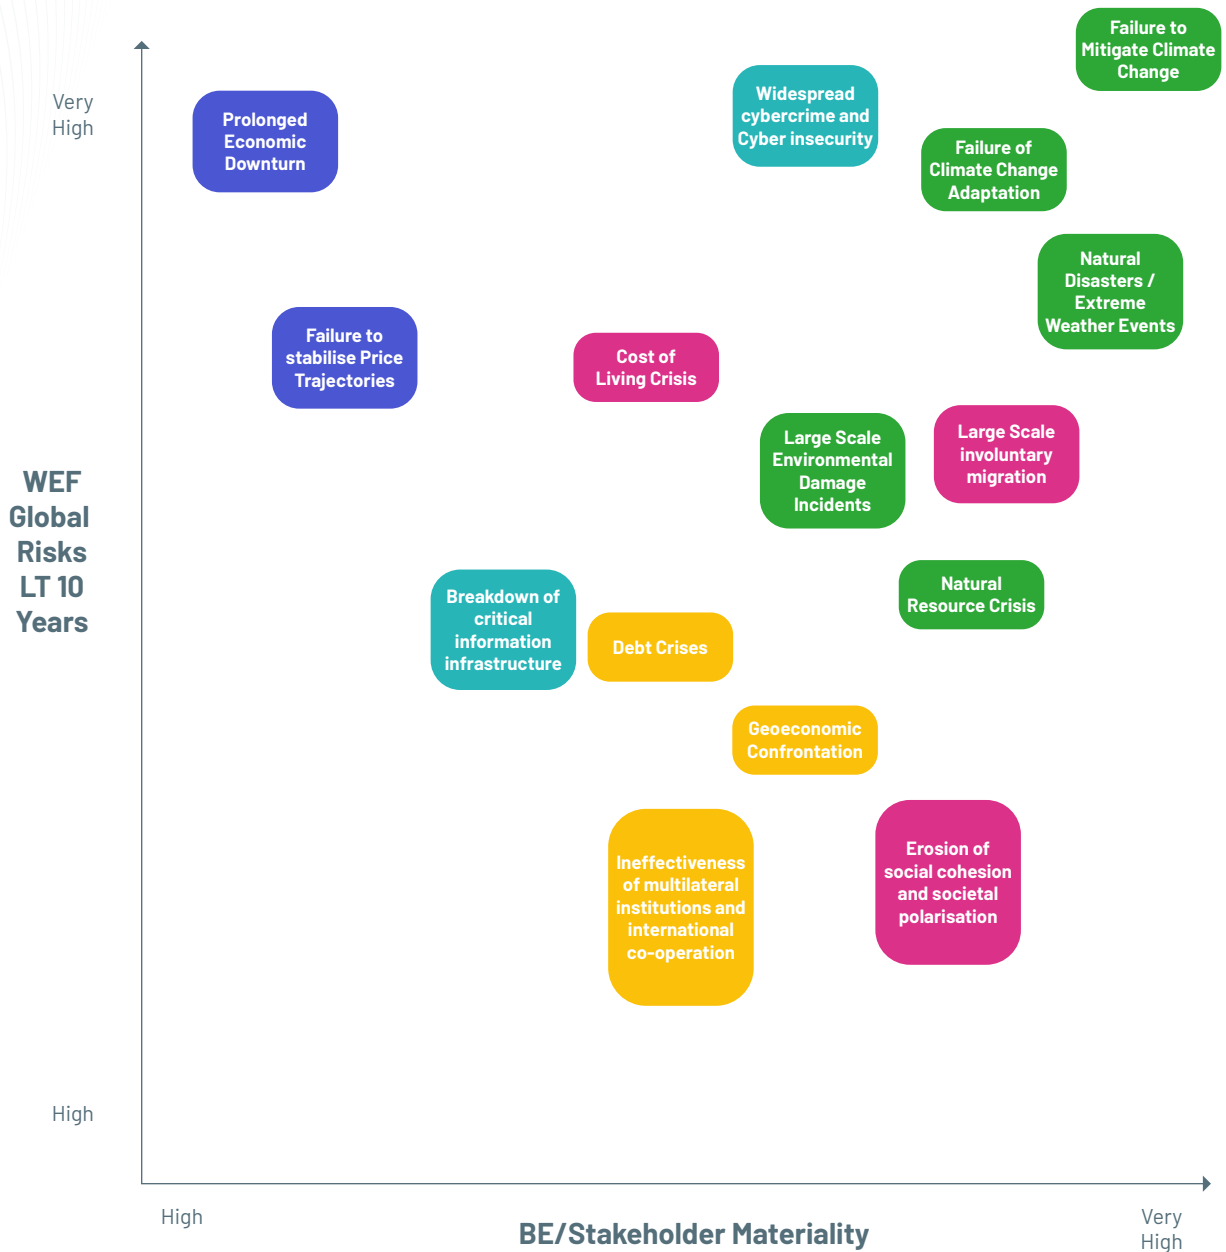 Failure to
Mitigate Climate
Change
Very
High
Prolonged
Economic
Downturn
Widespread
cybercrime and
Cyber insecurity
Failure of
Climate Change
Adaptation
Natural
Disasters /
Extreme
Weather Events
Failure to
stabilise Price
Trajectories
Cost of
Living Crisis
Large Scale
Environmental
Damage
Incidents
Large Scale
involuntary
migration
WEF
Global
Risks
LT 10
Years
Breakdown of
critical
information
infrastructure
Debt Crises
Natural
Resource Crisis
Geoeconomic
Confrontation
Ineffectiveness
of multilateral
institutions and
international
co-operation
Erosion of
social cohesion
and societal
polarisation
High
High
BE/Stakeholder Materiality
Very
High